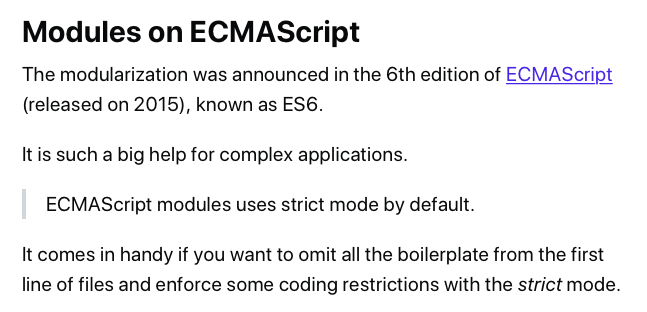 Modules on ECMAScript
The modularization was announced in the 6th edition of ECMAScript
(released on 2015), known as ES6.
It is such a big help for complex applications.
ECMAScript modules uses strict mode by default.
It comes in handy if you want to omit all the boilerplate from the first
line of files and enforce some coding restrictions with the strict mode.